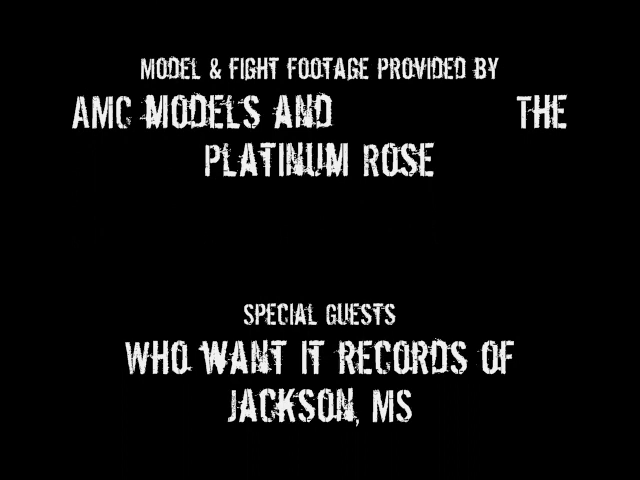 MODEL & FIGHT FOOTAGE PROVIDED BY
AMC MODELS AND THE
PLATINUM ROSE
SPECIAL GUESTS
WHO WANT IT RECORDS OF
JACKSON, MS